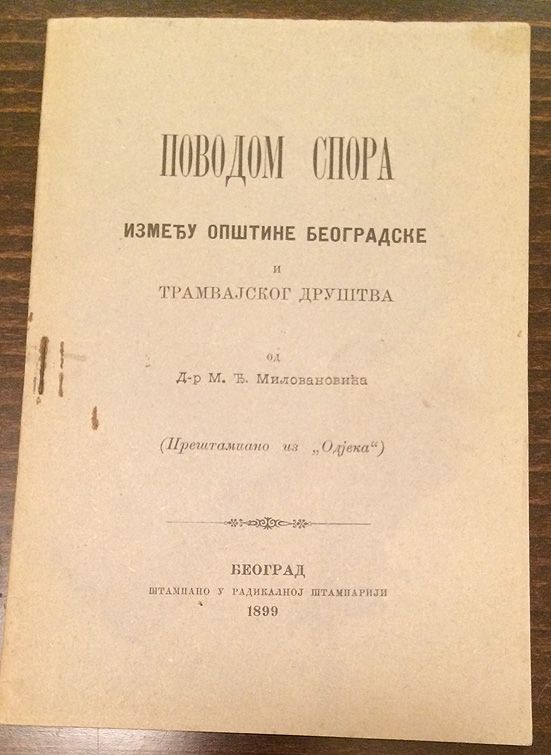 ПОВОДОМ СПОРА
ИЗМЕЂУ ОПШТИНЕ БЕОГРАДСКЕ
И
ТРАМВАЈСКОГ ДРУШТВА
од
Д-р М. Ђ. Миловановића
(Прештампано из „Одјека“)
БЕОГРАД
ШТАМПАНО У РАДИКАЛНОЈ ШТАМПАРИЈИ
1899